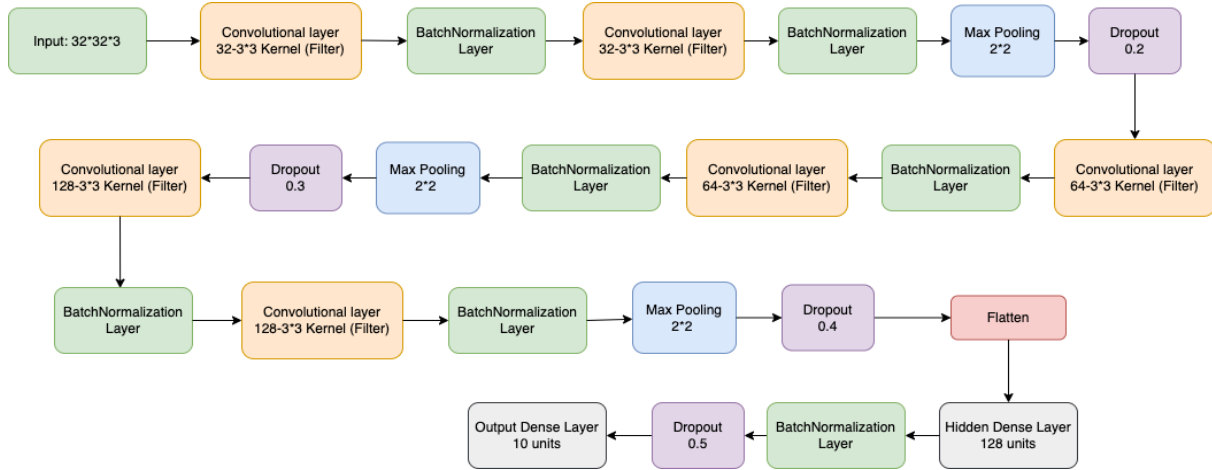 Input: 32*32*3
Convolutional layer
32-3*3 Kernel (Filter)
BatchNormalization
Layer
Convolutional layer
32-3*3 Kernel (Filter)
BatchNormalization
Layer
Max Pooling
2*2
Dropout
0.2
Convolutional layer
64-3*3 Kernel (Filter)
BatchNormalization
Layer
Convolutional layer
64-3*3 Kernel (Filter)
BatchNormalization
Layer
Max Pooling
2*2
Dropout
0.3
Convolutional layer
128-3*3 Kernel (Filter)
BatchNormalization
Layer
Convolutional layer
128-3*3 Kernel (Filter)
BatchNormalization
Layer
Max Pooling
2*2
Dropout
0.4
Flatten
Hidden Dense Layer
128 units
BatchNormalization
Layer
Dropout
0.5
Output Dense Layer
10 units